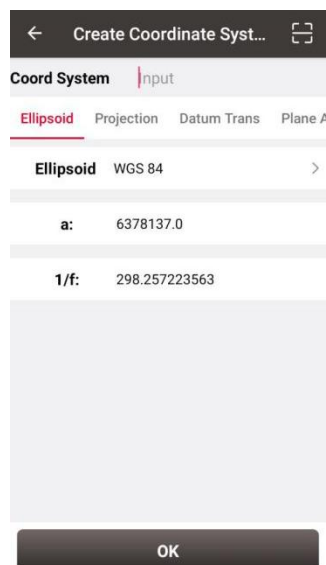 Create Coordinate Syst...
Coord System Input
Ellipsoid Projection Datum Trans Plane A
Ellipsoid WGS 84
a: 6378137.0
1/f: 298.257223563
OK